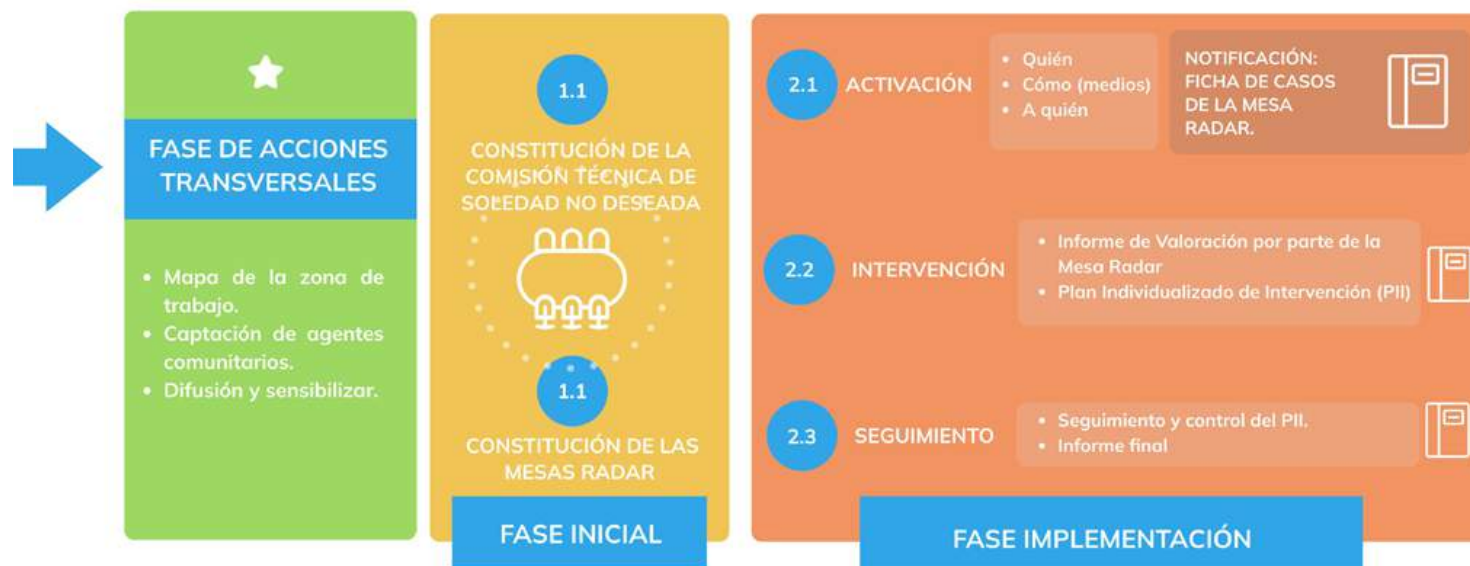 FASE DE ACCIONES
TRANSVERSALES
• Mapa de la zona de
trabajo.
• Captación de agentes
comunitarios.
• Difusión y sensibilizar.
1.1
CONSTITUCIÓN DE LA
COMISIÓN TÉCNICA DE
SOLEDAD NO DESEADA
1.1
CONSTITUCIÓN DE LAS
MESAS RADAR
FASE INICIAL
2.1
ACTIVACIÓN
• Quién
• Cómo (medios)
• A quién
NOTIFICACIÓN:
FICHA DE CASOS
DE LA MESA
RADAR.
2.2
INTERVENCIÓN
• Informe de Valoración por parte de la
Mesa Radar
• Plan Individualizado de Intervención (PII)
2.3
SEGUIMIENTO
• Seguimiento y control del PII.
• Informe final
FASE IMPLEMENTACIÓN